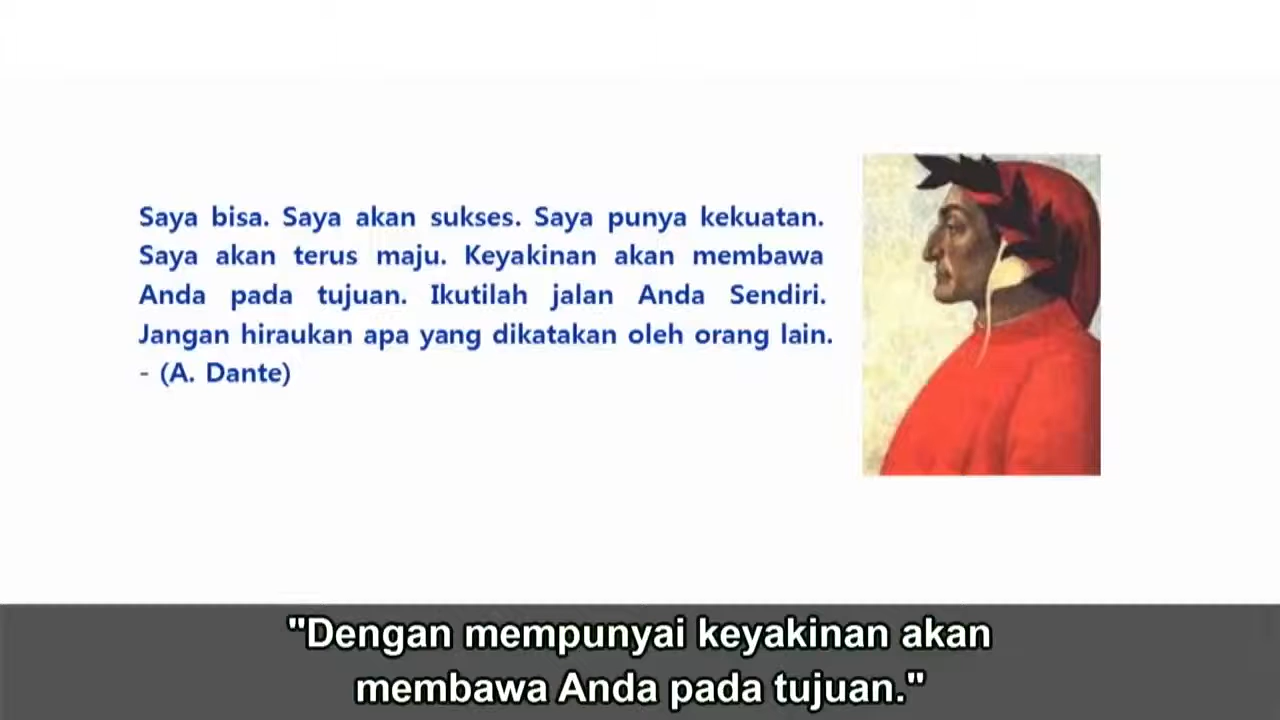 Saya bisa. Saya akan sukses. Saya punya kekuatan.
Saya akan terus maju. Keyakinan akan membawa
Anda pada tujuan. Ikutilah jalan Anda Sendiri.
Jangan hiraukan apa yang dikatakan oleh orang lain.
- (A. Dante)
"Dengan mempunyai keyakinan akan
membawa Anda pada tujuan."